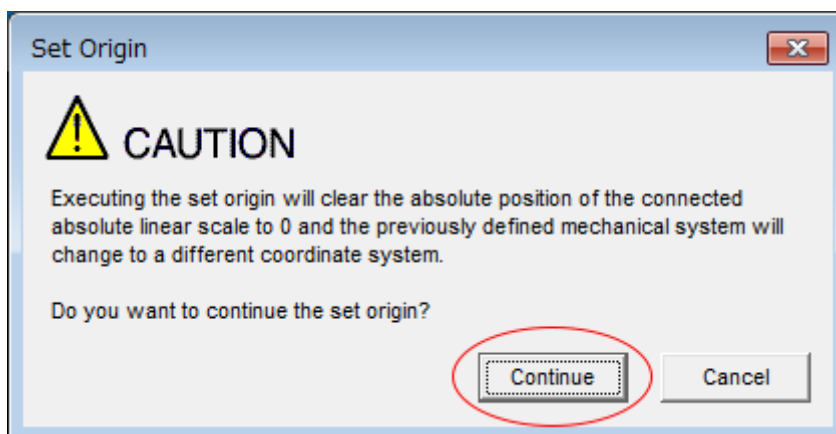 Set Origin
CAUTION
Executing the set origin will clear the absolute position of the connected
absolute linear scale to 0 and the previously defined mechanical system will
change to a different coordinate system.
Do you want to continue the set origin?
Continue
Cancel